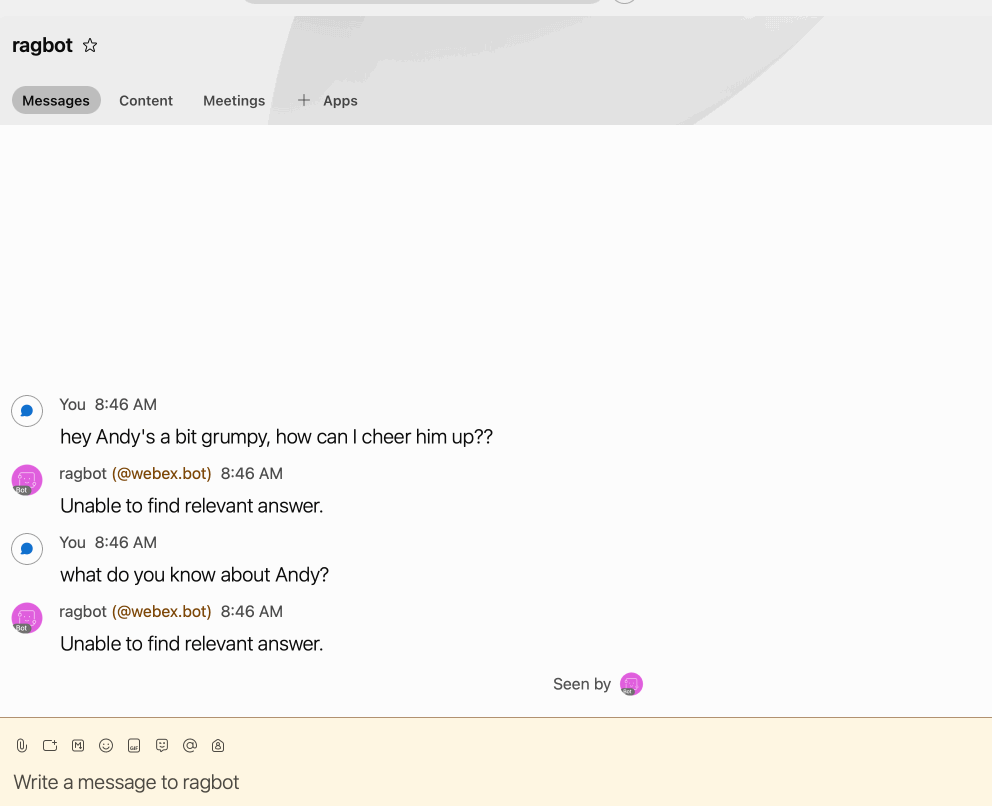 ragbot
Messages Content Meetings + Apps
You 8:46 AM
hey Andy's a bit grumpy, how can I cheer him up??
ragbot (@webex.bot) 8:46 AM
Bot
Unable to find relevant answer.
You 8:46 AM
what do you know about Andy?
ragbot (@webex.bot) 8:46 AM
Bot
Unable to find relevant answer.
Seen by
Bot
GIF
Write a message to ragbot